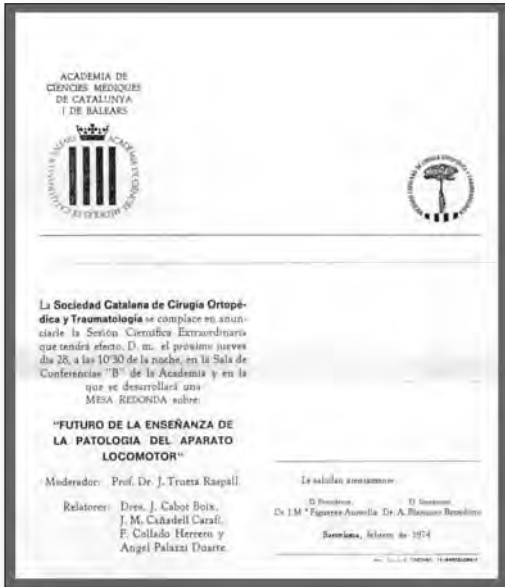 ACADEMIA DE
CIENCIES MEDIQUES
DE CATALUNYA
I DE BALEARS
La Sociedad Catalana de Cirugía Ortopé-
dica y Traumatología se complace en anun-
ciarle la Sesión Científica Extraordinaria
que tendrá efecto, D. m. el próximo jueves
día 28, a las 10'30 de la noche, en la Sala de
Conferencias "B" de la Academia y en la
que se desarrollará una
MESA REDONDA sobre:
"FUTURO DE LA ENSEÑANZA DE
LA PATOLOGIA DEL APARATO
LOCOMOTOR"
Moderador: Prof. Dr. J. Trueta Raspall.
Relatores: Dres. J. Cabot Boix,
J. M. Cañadell Carafí,
F. Collado Herrero y
Angel Palazzi Duarte.
Le saludan atentamente
El Presidente, El Secretario,
Dr. J. M.ª Figueras Dr. A.
Barcelona, febrero de 1974